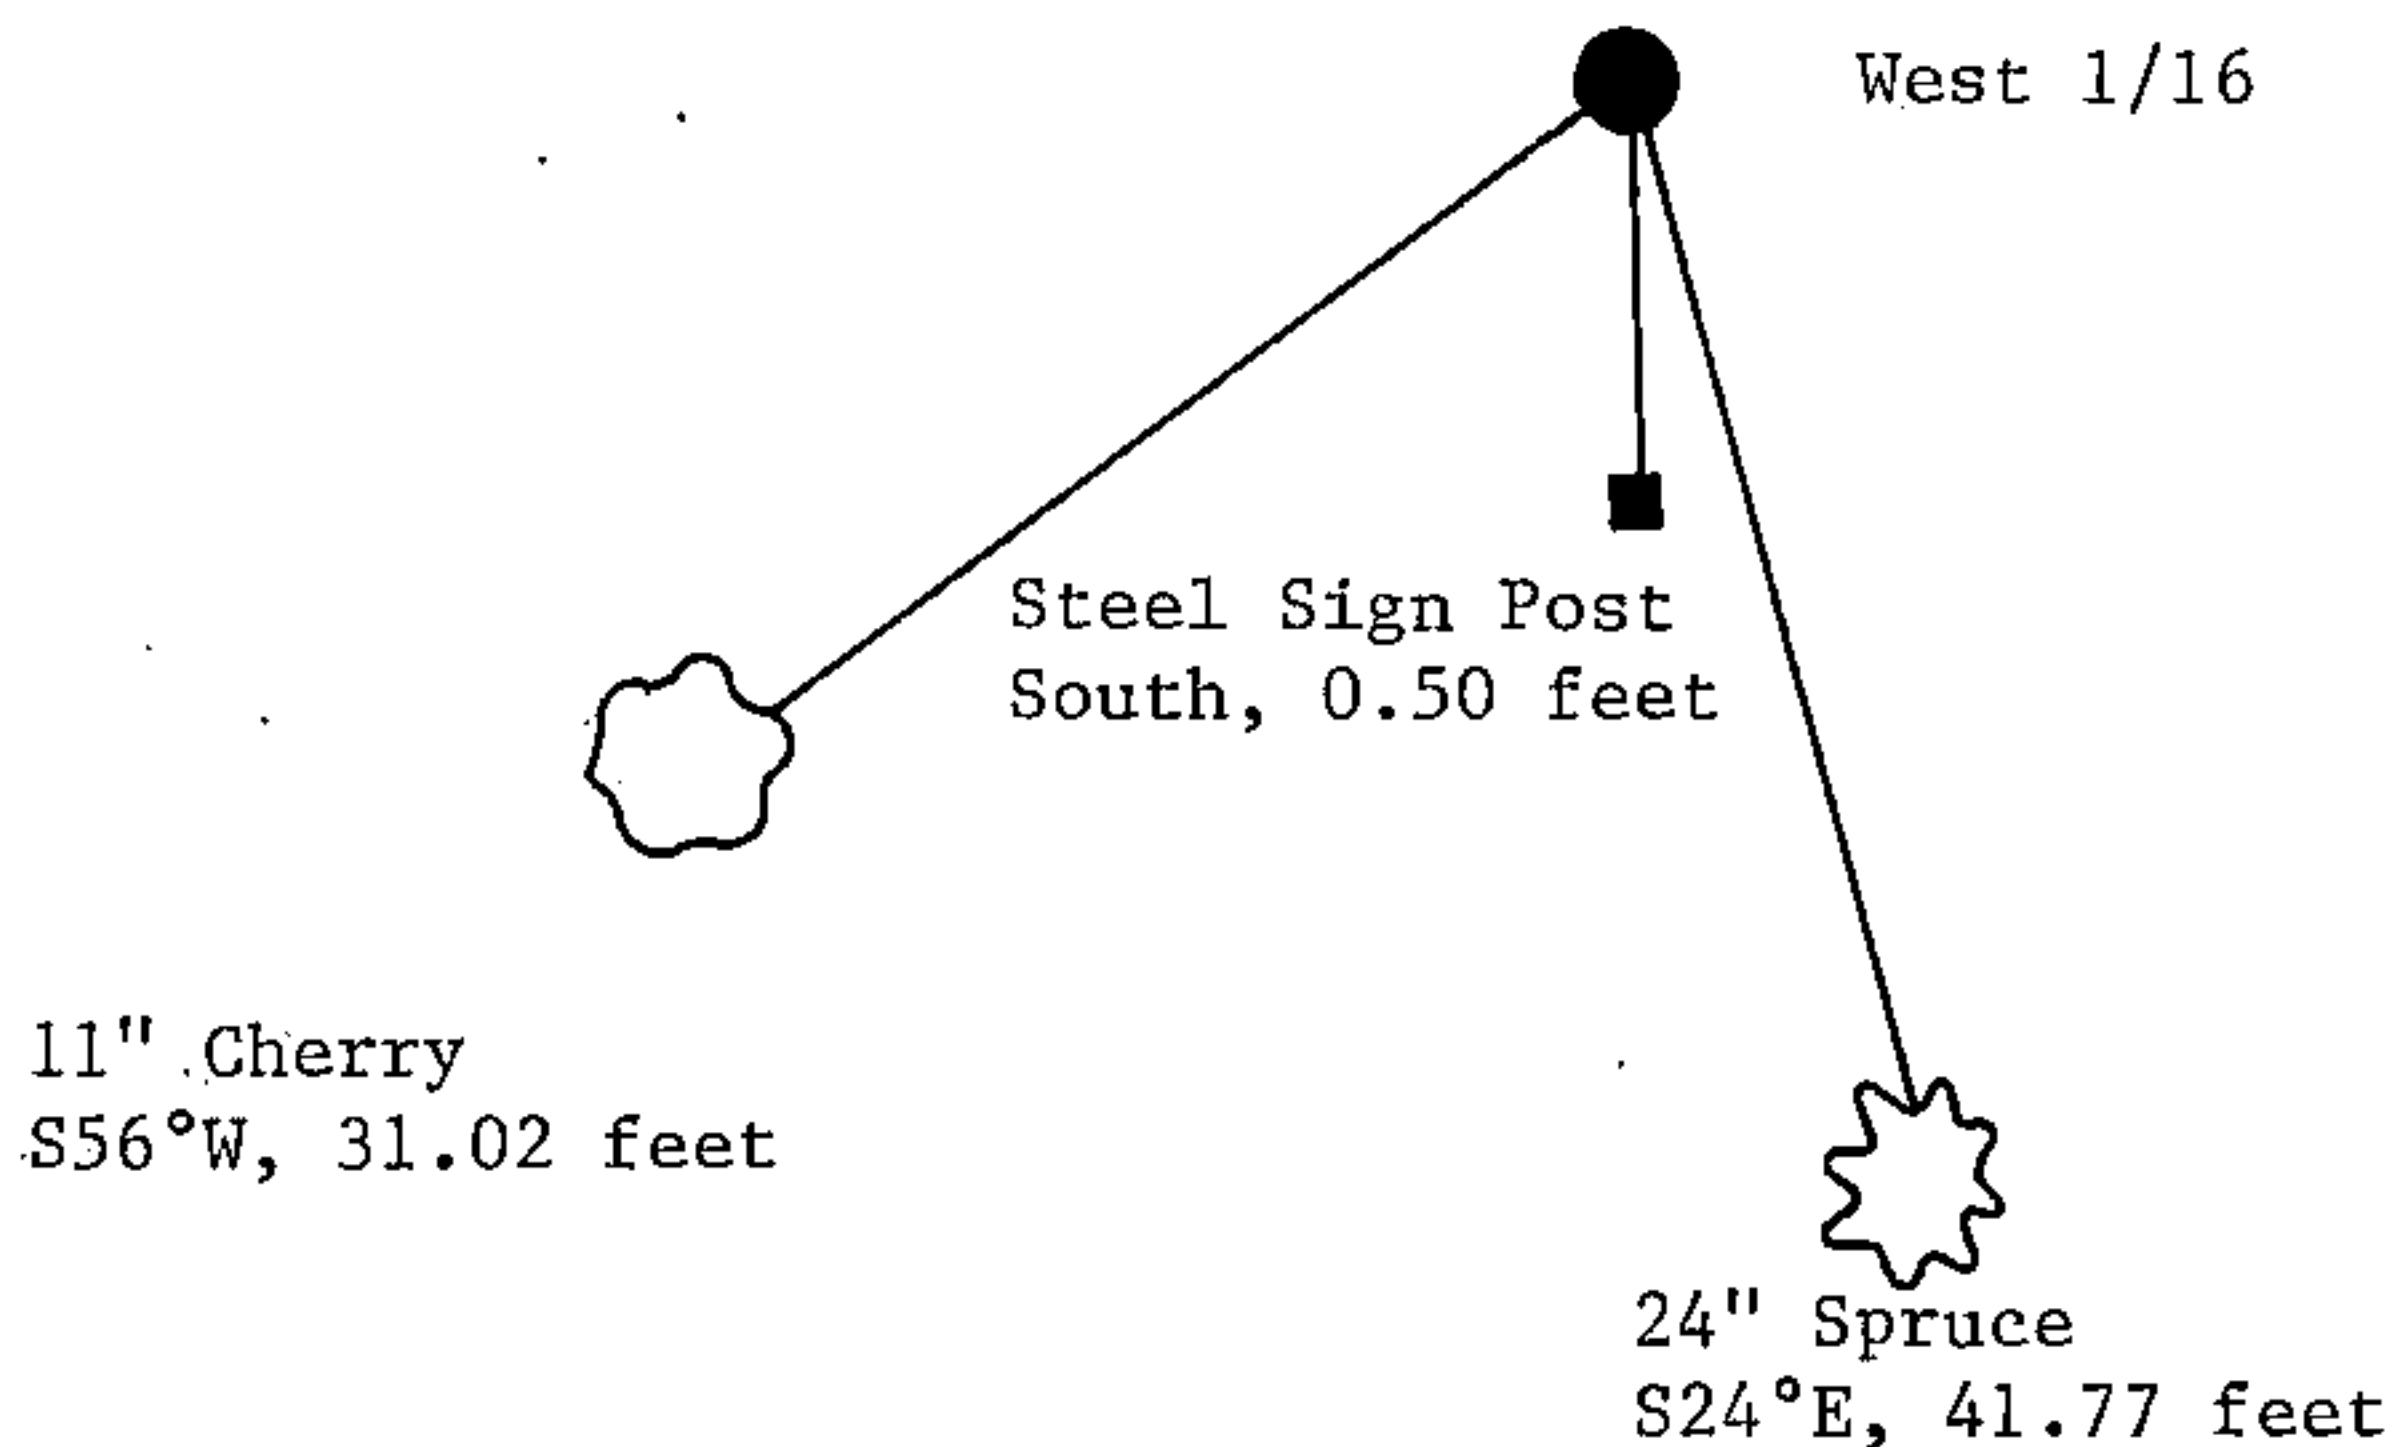 West 1/16
Steel Sign Post
South, 0.50 feet
11" Cherry
S56°W, 31.02 feet
24" Spruce
S24°E, 41.77 feet